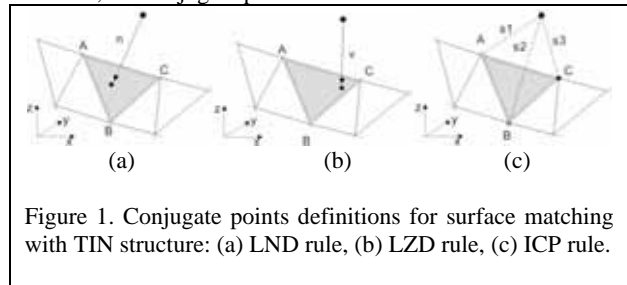 A n C B z y x
A v C B z y x
s1 s2 s3 A C B z y x
(a) (b) (c)
Figure 1. Conjugate points definitions for surface matching
with TIN structure: (a) LND rule, (b) LZD rule, (c) ICP rule.